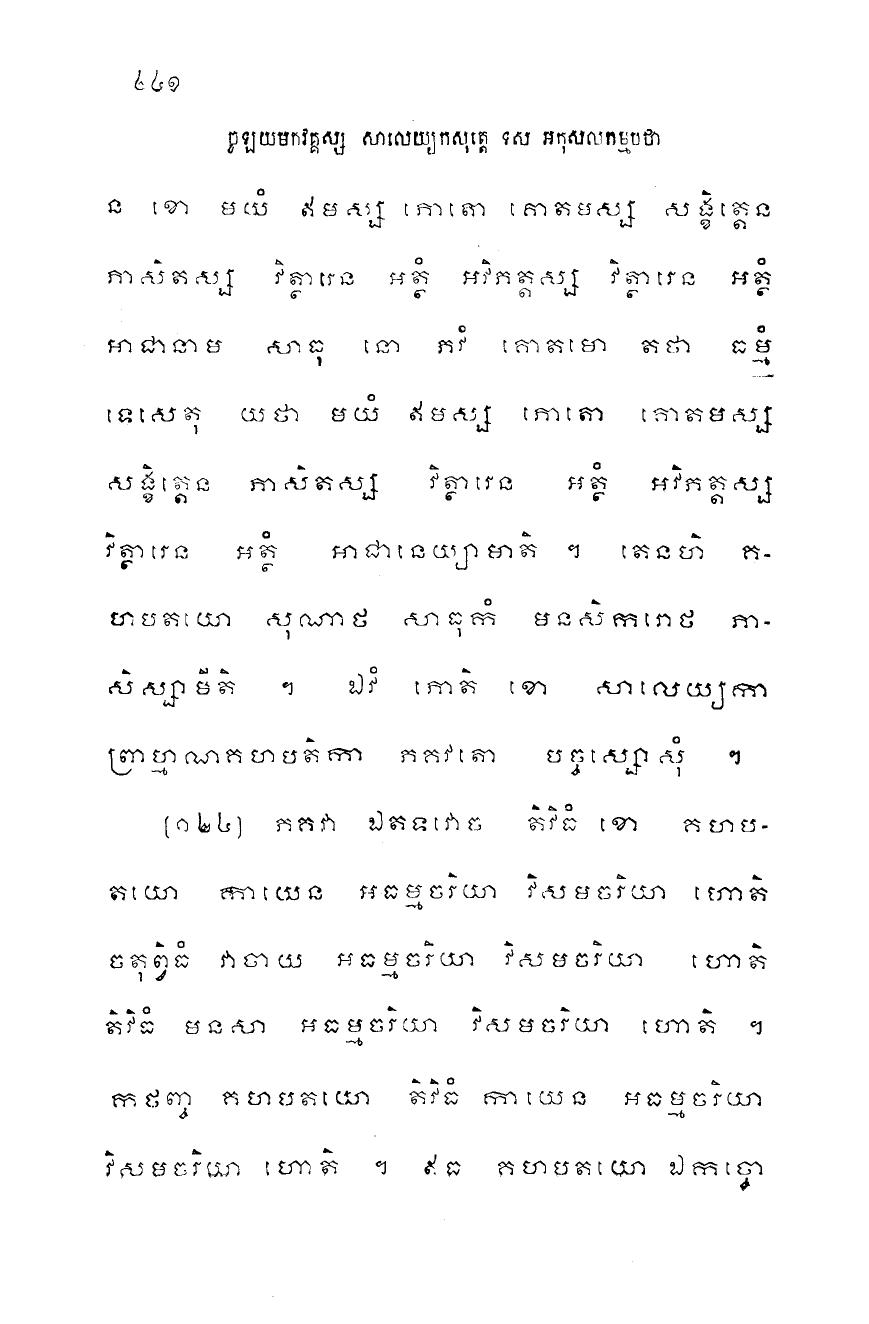 ៤៤១
ចូឡយមកវគ្គស្ស សាលេយ្យកសុត្តេ ទស អកុសលកម្មបថា
ន ខោ មយំ ឥមស្ស ភោតោ គោតមស្ស សង្ខិត្តេន
ភាសិតស្ស វិត្ថារេន អត្ថំ អវិភត្តស្ស វិត្ថារេន អត្ថំ
អាជានាម សាធុ នោ ភវំ គោតមោ តថា ធម្មំ
ទេសេតុ យថា មយំ ឥមស្ស ភោតោ គោតមស្ស
សង្ខិត្តេន ភាសិតស្ស វិត្ថារេន អត្ថំ អវិភត្តស្ស
វិត្ថារេន អត្ថំ អាជានេយ្យាមាតិ ។ តេនហិ គ-
ហបតយោ សុណាថ សាធុកំ មនសិករោថ ភា-
សិស្សាមីតិ ។ ឯវំ ភោតិ ខោ សាលេយ្យកា
ព្រាហ្មណគហបតិកា ភគវតោ បច្ចស្សោសុំ ។
[១២៤] ភគវា ឯតទវោច តិវិធំ ខោ គហប-
តយោ កាយេន អធម្មចរិយា វិសមចរិយា ហោតិ
ចតុព្វិធំ វាចាយ អធម្មចរិយា វិសមចរិយា ហោតិ
តិវិធំ មនសា អធម្មចរិយា វិសមចរិយា ហោតិ ។
កថញ្ច គហបតយោ តិវិធំ កាយេន អធម្មចរិយា
វិសមចរិយា ហោតិ ។ ឥធ គហបតយោ ឯកច្ចោ